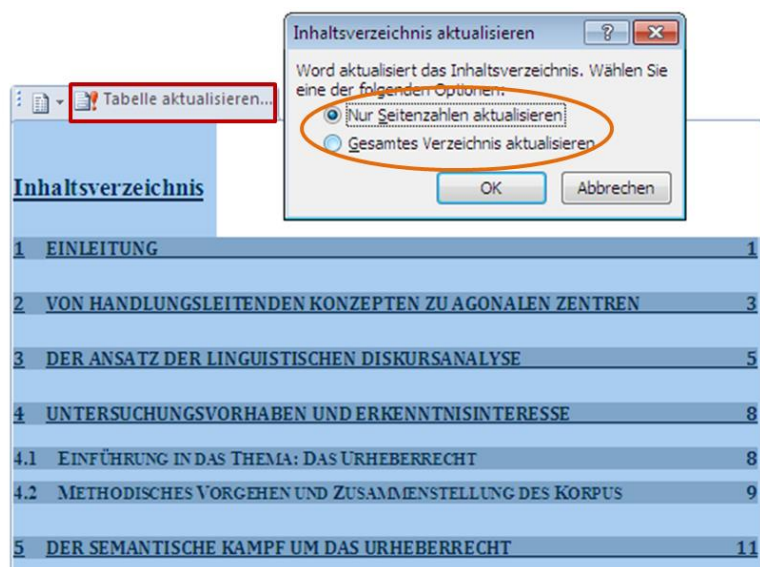 Inhaltsverzeichnis aktualisieren
Word aktualisiert das Inhaltsverzeichnis. Wählen Sie
eine der folgenden Optionen:
Nur Seitenzahlen aktualisieren
Gesamtes Verzeichnis aktualisieren
OK Abbrechen
Tabelle aktualisieren...
Inhaltsverzeichnis
1 EINLEITUNG 1
2 VON HANDLUNGSLEITENDEN KONZEPTEN ZU AGONALEN ZENTREN 3
3 DER ANSATZ DER LINGUISTISCHEN DISKURSANALYSE 5
4 UNTERSUCHUNGSVORHABEN UND ERKENNTNISINTERESSE 8
4.1 EINFÜHRUNG IN DAS THEMA: DAS URHEBERRECHT 8
4.2 METHODISCHES VORGEHEN UND ZUSAMMENSTELLUNG DES KORPUS 9
5 DER SEMANTISCHE KAMPF UM DAS URHEBERRECHT 11